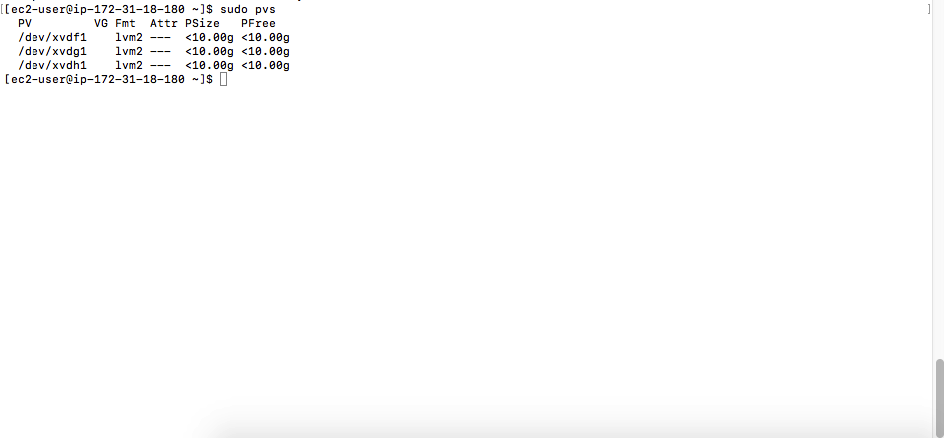 [ec2-user@ip-172-31-18-180 ~]$ sudo pvs
  PV         VG Fmt  Attr PSize   PFree
  /dev/xvdf1    lvm2 ---  <10.00g <10.00g
  /dev/xvdg1    lvm2 ---  <10.00g <10.00g
  /dev/xvdh1    lvm2 ---  <10.00g <10.00g
[ec2-user@ip-172-31-18-180 ~]$